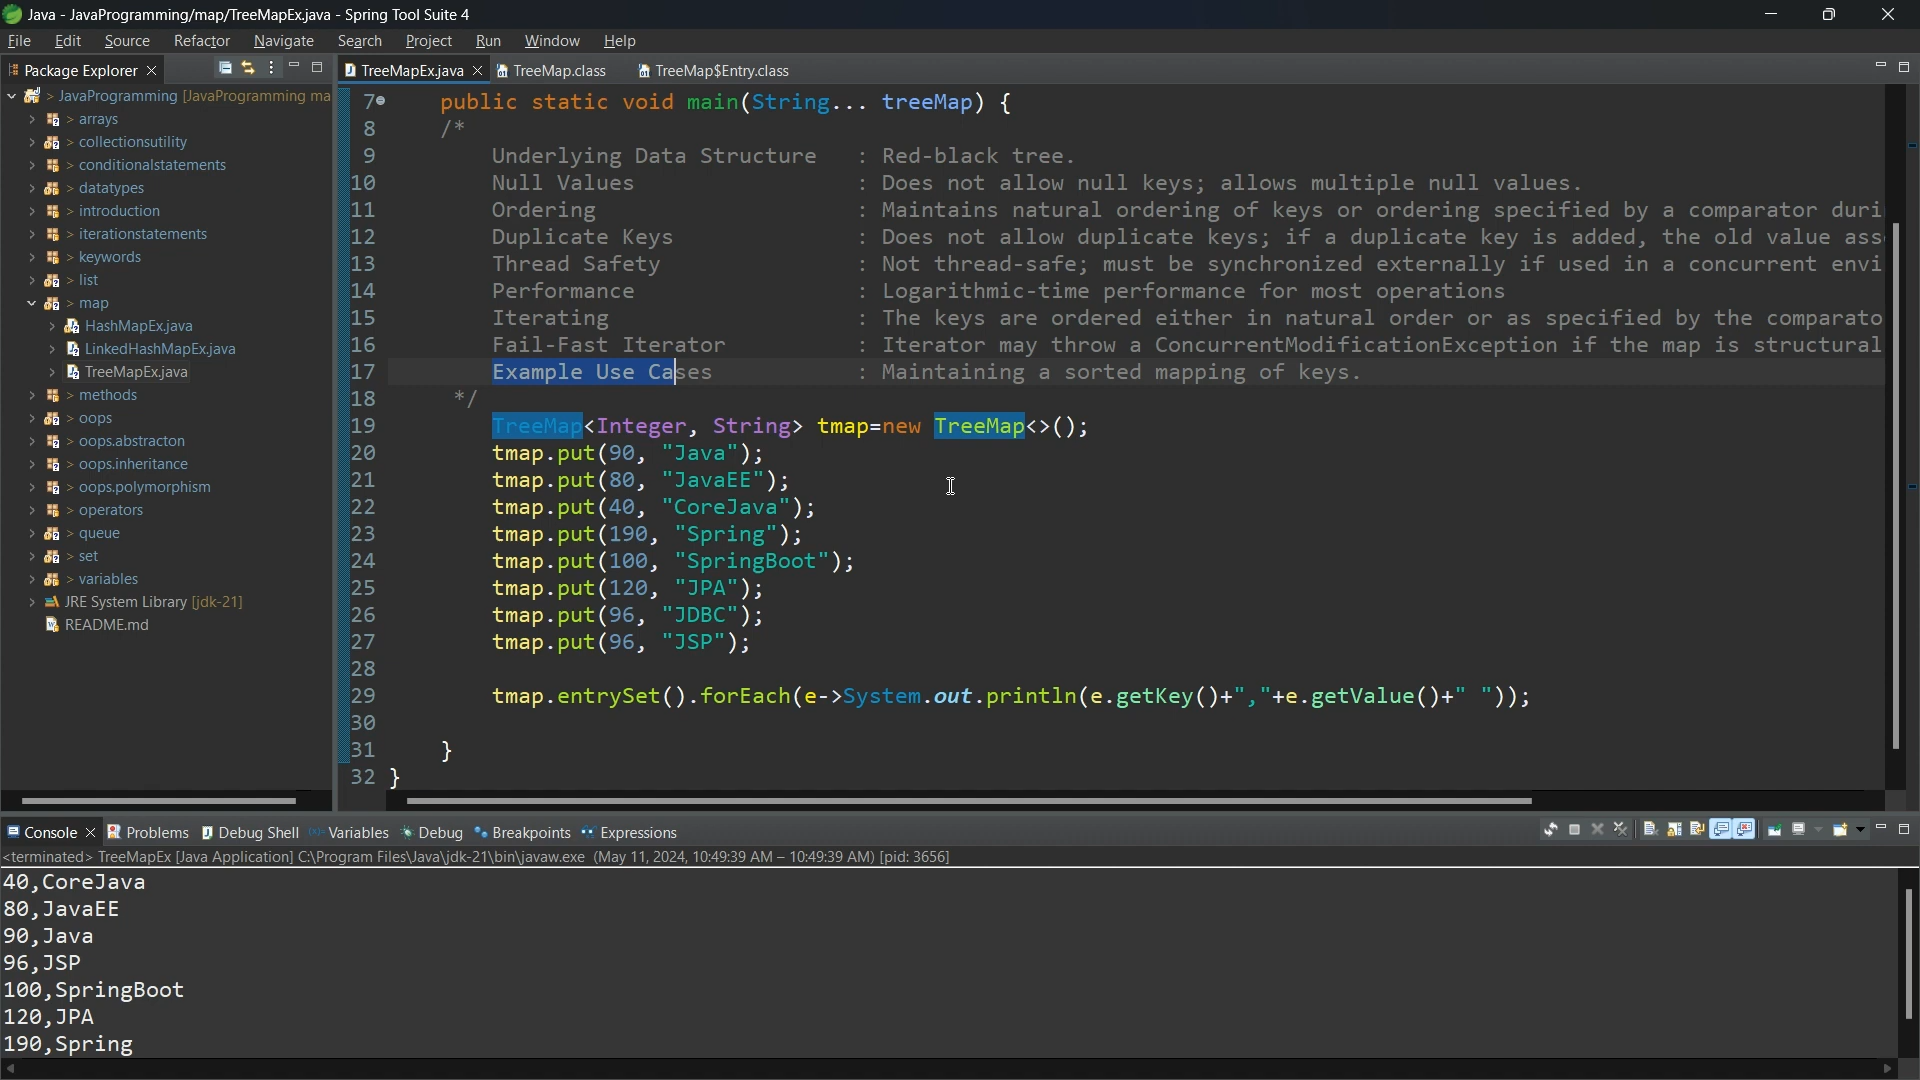 Java - JavaProgramming/map/TreeMapEx.java - Spring Tool Suite 4
File Edit Source Refactor Navigate Search Project Run Window Help
Package Explorer
TreeMapEx.java TreeMap.class TreeMap$Entry.class
> JavaProgramming [JavaProgramming ma
> arrays
> collectionsutility
> conditionalstatements
> datatypes
> introduction
> iterationstatements
> keywords
> list
> map
HashMapEx.java
LinkedHashMapEx.java
TreeMapEx.java
> methods
> oops
> oops.abstracton
> oops.inheritance
> oops.polymorphism
> operators
> queue
> set
> variables
JRE System Library [jdk-21]
README.md
7 public static void main(String... treeMap) {
8 /*
9 Underlying Data Structure : Red-black tree.
10 Null Values : Does not allow null keys; allows multiple null values.
11 Ordering : Maintains natural ordering of keys or ordering specified by a comparator duri
12 Duplicate Keys : Does not allow duplicate keys; if a duplicate key is added, the old value ass
13 Thread Safety : Not thread-safe; must be synchronized externally if used in a concurrent envi
14 Performance : Logarithmic-time performance for most operations
15 Iterating : The keys are ordered either in natural order or as specified by the comparato
16 Fail-Fast Iterator : Iterator may throw a ConcurrentModificationException if the map is structural
17 Example Use Cases : Maintaining a sorted mapping of keys.
18 */
19 TreeMap<Integer, String> tmap=new TreeMap<>();
20 tmap.put(90, "Java");
21 tmap.put(80, "JavaEE");
22 tmap.put(40, "CoreJava");
23 tmap.put(190, "Spring");
24 tmap.put(100, "SpringBoot");
25 tmap.put(120, "JPA");
26 tmap.put(96, "JDBC");
27 tmap.put(96, "JSP");
28
29 tmap.entrySet().forEach(e->System.out.println(e.getKey()+","+e.getValue()+" "));
30
31 }
32 }
Console Problems Debug Shell Variables Debug Breakpoints Expressions
<terminated> TreeMapEx [Java Application] C:\Program Files\Java\jdk-21\bin\javaw.exe (May 11, 2024, 10:49:39 AM – 10:49:39 AM) [pid: 3656]
40,CoreJava
80,JavaEE
90,Java
96,JSP
100,SpringBoot
120,JPA
190,Spring